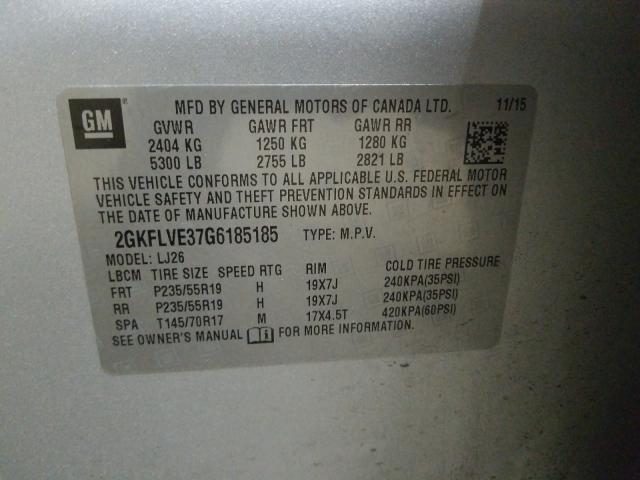 GM
MFD BY GENERAL MOTORS OF CANADA LTD. 11/15
GVWR GAWR FRT GAWR RR
2404 KG 1250 KG 1280 KG
5300 LB 2755 LB 2821 LB
THIS VEHICLE CONFORMS TO ALL APPLICABLE U.S. FEDERAL MOTOR
VEHICLE SAFETY AND THEFT PREVENTION STANDARDS IN EFFECT ON
THE DATE OF MANUFACTURE SHOWN ABOVE.
2GKFLVE37G6185185 TYPE: M.P.V.
MODEL: LJ26
LBCM TIRE SIZE SPEED RTG RIM COLD TIRE PRESSURE
FRT P235/55R19 H 19X7J 240KPA(35PSI)
RR P235/55R19 H 19X7J 240KPA(35PSI)
SPA T145/70R17 M 17X4.5T 420KPA(60PSI)
SEE OWNER'S MANUAL FOR MORE INFORMATION.